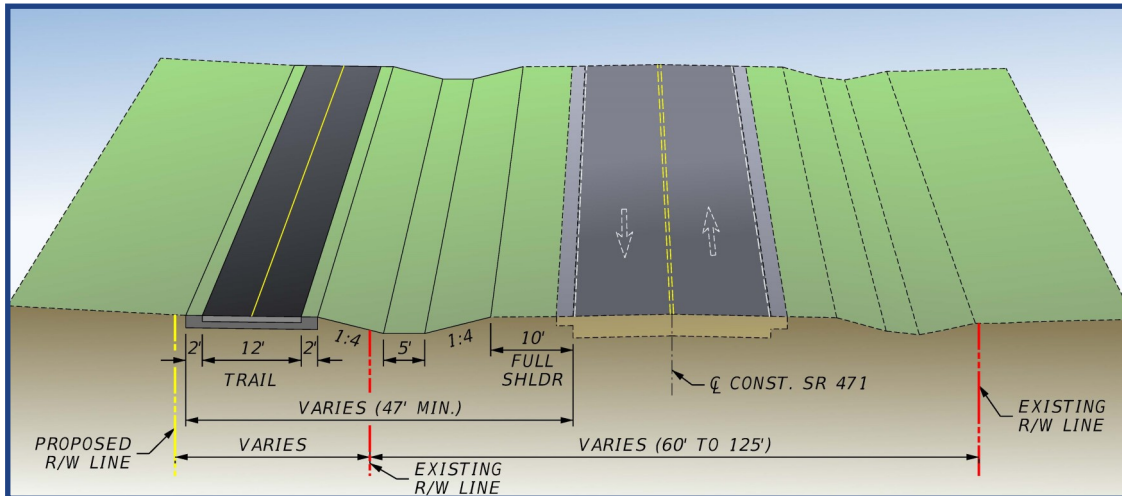 2' 12' 2' 1:4 5' 1:4 10'
TRAIL
FULL
SHLDR
℄ CONST. SR 471
VARIES (47' MIN.)
PROPOSED
R/W LINE
VARIES
EXISTING
R/W LINE
VARIES (60' TO 125')
EXISTING
R/W LINE